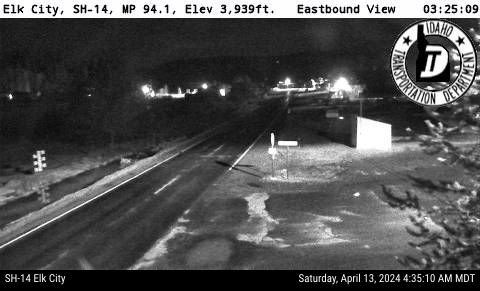 Elk City, SH-14, MP 94.1, Elev 3,939ft. Eastbound View 03:25:09
IDAHO
TRANSPORTATION DEPARTMENT
SH-14 Elk City Saturday, April 13, 2024 4:35:10 AM MDT